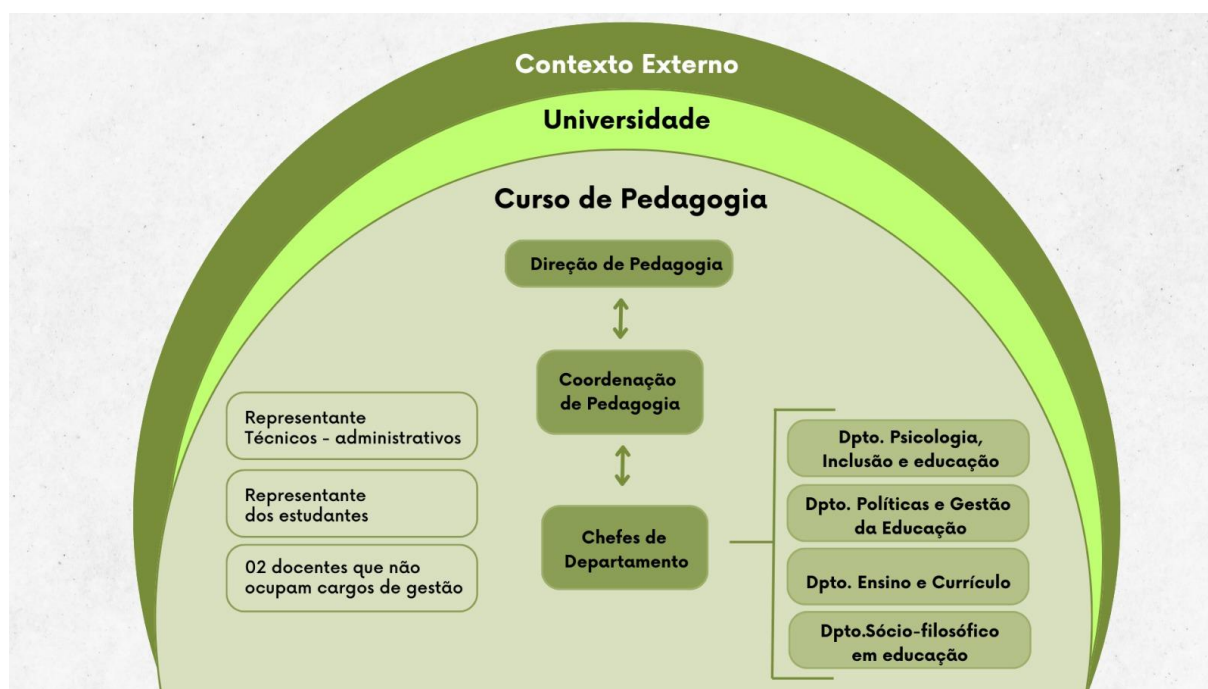 Contexto Externo
Universidade
Curso de Pedagogia
Direção de Pedagogia
Coordenação
de Pedagogia
Chefes de
Departamento
Representante
Técnicos - administrativos
Representante
dos estudantes
02 docentes que não
ocupam cargos de gestão
Dpto. Psicologia,
Inclusão e educação
Dpto. Políticas e Gestão
da Educação
Dpto. Ensino e Currículo
Dpto.Sócio-filosófico
em educação